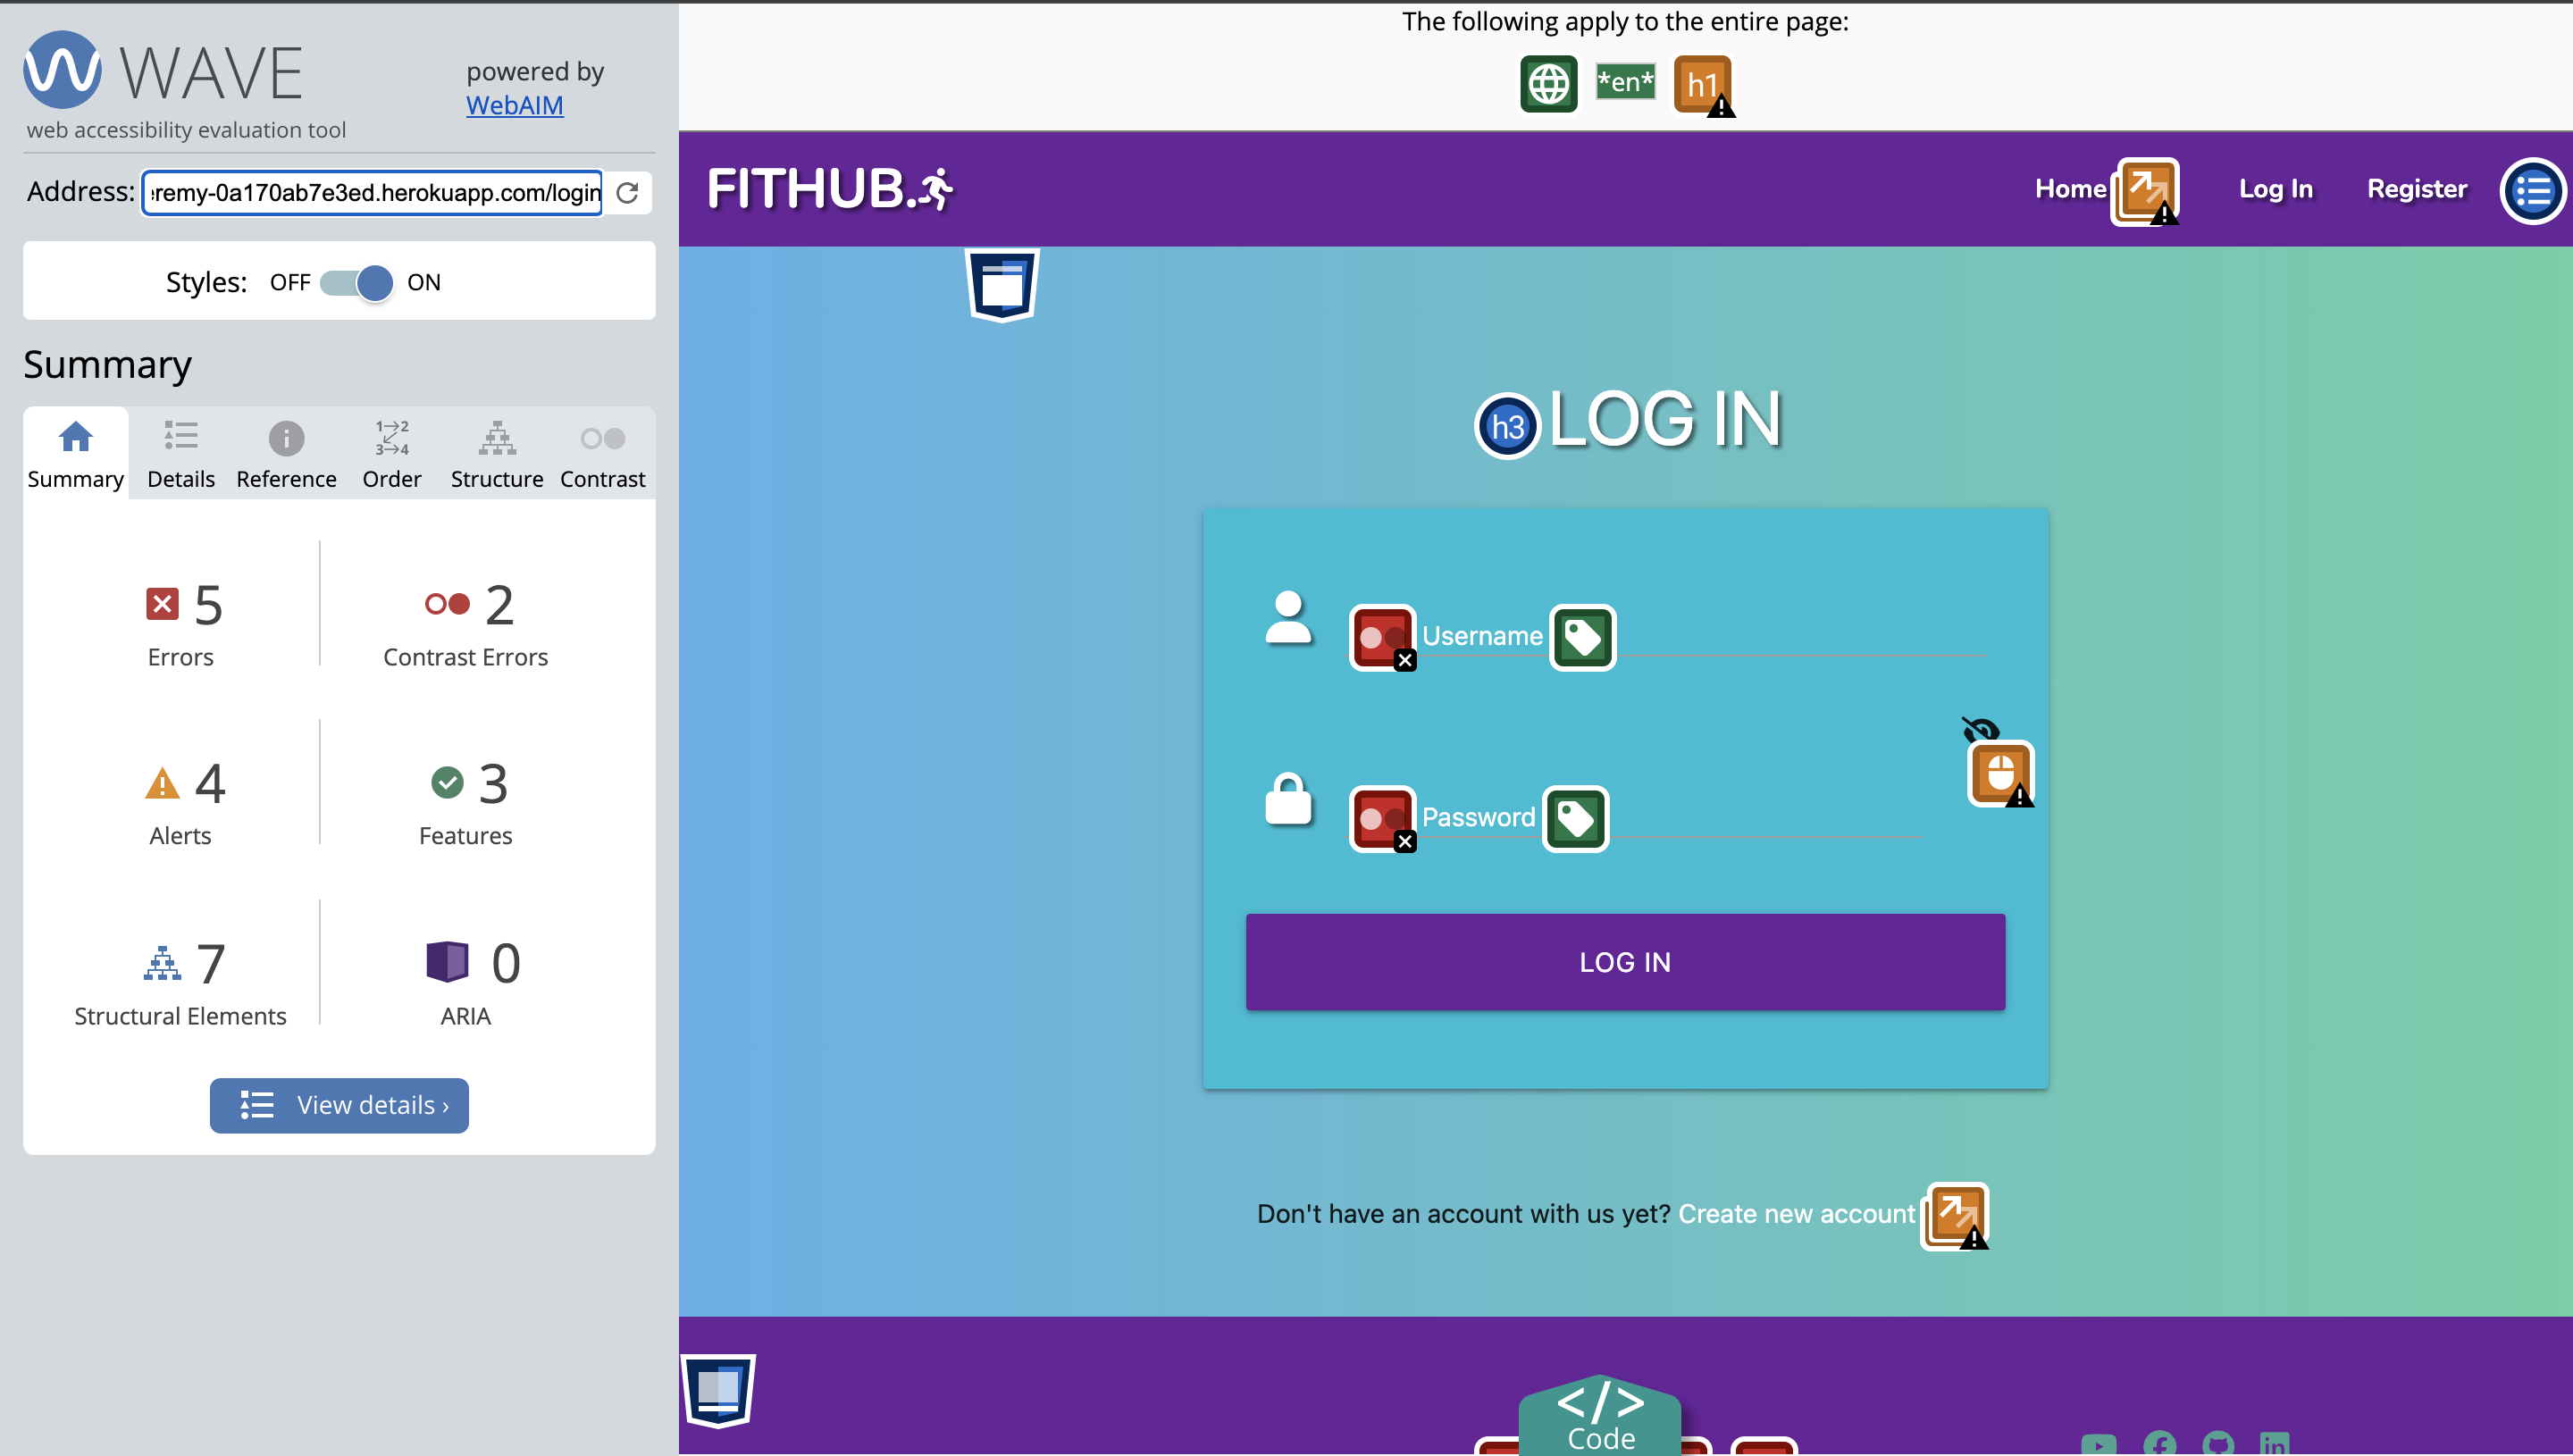 WAVE
web accessibility evaluation tool
powered by
WebAIM
Address: eremy-0a170ab7e3ed.herokuapp.com/login
Styles: OFF ON
Summary
Summary Details Reference Order Structure Contrast
5
Errors
2
Contrast Errors
4
Alerts
3
Features
7
Structural Elements
0
ARIA
View details ›
The following apply to the entire page:
*en* h1
FITHUB.
Home Log In Register
h3 LOG IN
Username
Password
LOG IN
Don't have an account with us yet? Create new account
</>
Code